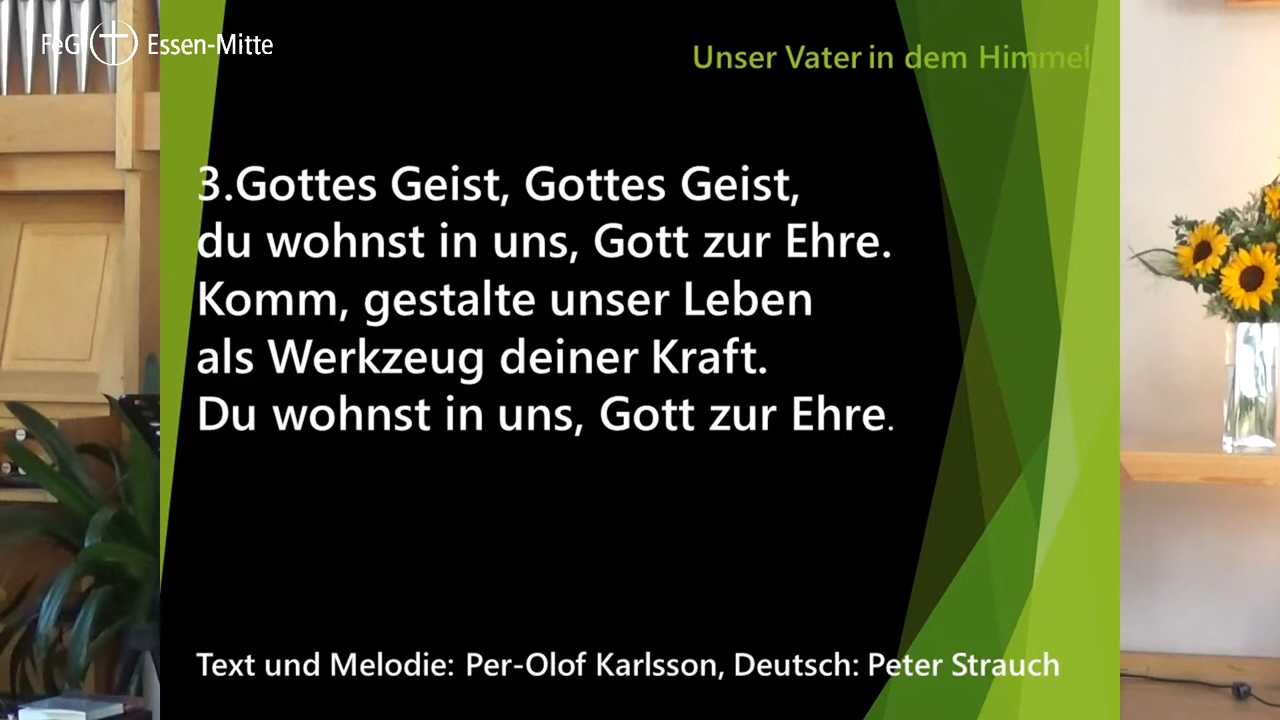 FeG Essen-Mitte
Unser Vater in dem Himmel
3.Gottes Geist, Gottes Geist,
du wohnst in uns, Gott zur Ehre.
Komm, gestalte unser Leben
als Werkzeug deiner Kraft.
Du wohnst in uns, Gott zur Ehre.
Text und Melodie: Per-Olof Karlsson, Deutsch: Peter Strauch